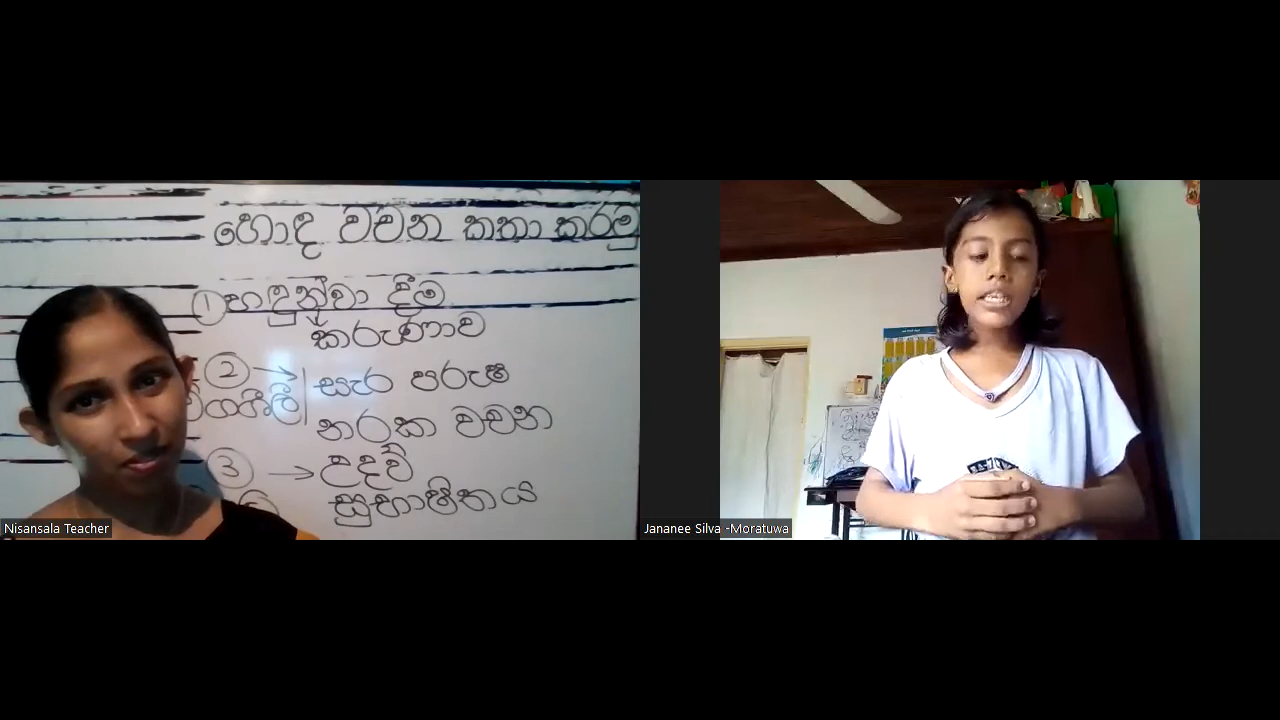 හොඳ වචන කතා කරමු
① හඳුන්වා දීම
කරුණාව
② → සැර පරුෂ
නරක වචන
③ → උදව්
සුභාෂිතය
Nisansala Teacher
Jananee Silva -Moratuwa